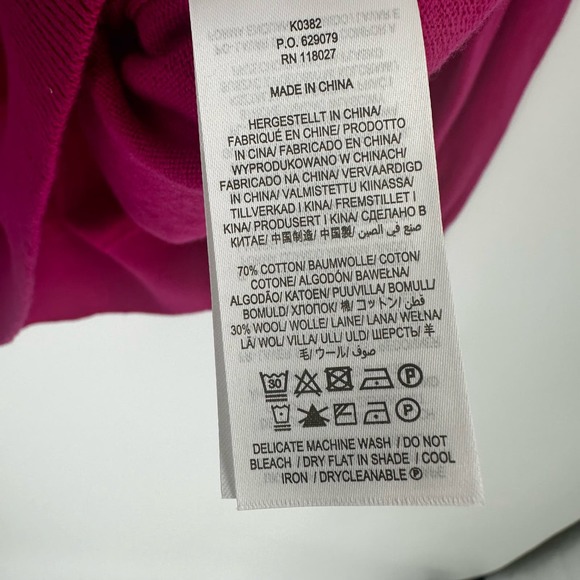 K0382
P.O. 629079
RN 118027
MADE IN CHINA
HERGESTELLT IN CHINA/
FABRIQUÉ EN CHINE/ PRODOTTO
IN CINA/ FABRICADO EN CHINA/
WYPRODUKOWANO W CHINACH/
FABRICADO NA CHINA/ VERVAARDIGD
IN CHINA/ VALMISTETTU KIINASSA/
TILLVERKAD I KINA/ FREMSTILLET I
KINA/ PRODUSERT I KINA/ СДЕЛАНО В
КИТАЕ/ 中国制造/ 中国製/ صنع في الصين
70% COTTON/ BAUMWOLLE/ COTON/
COTONE/ ALGODÓN/ BAWEŁNA/
ALGODÃO/ KATOEN/ PUUVILLA/ BOMULL/
BOMULD/ ХЛОПОК/ 棉/ コットン/ قطن/
30% WOOL/ WOLLE/ LAINE/ LANA/ WEŁNA/
LÃ/ WOL/ VILLA/ ULL/ ULD/ ШЕРСТЬ/ 羊
毛/ ウール/ صوف
30
P
P
DELICATE MACHINE WASH / DO NOT
BLEACH / DRY FLAT IN SHADE / COOL
IRON / DRYCLEANABLE Ⓟ